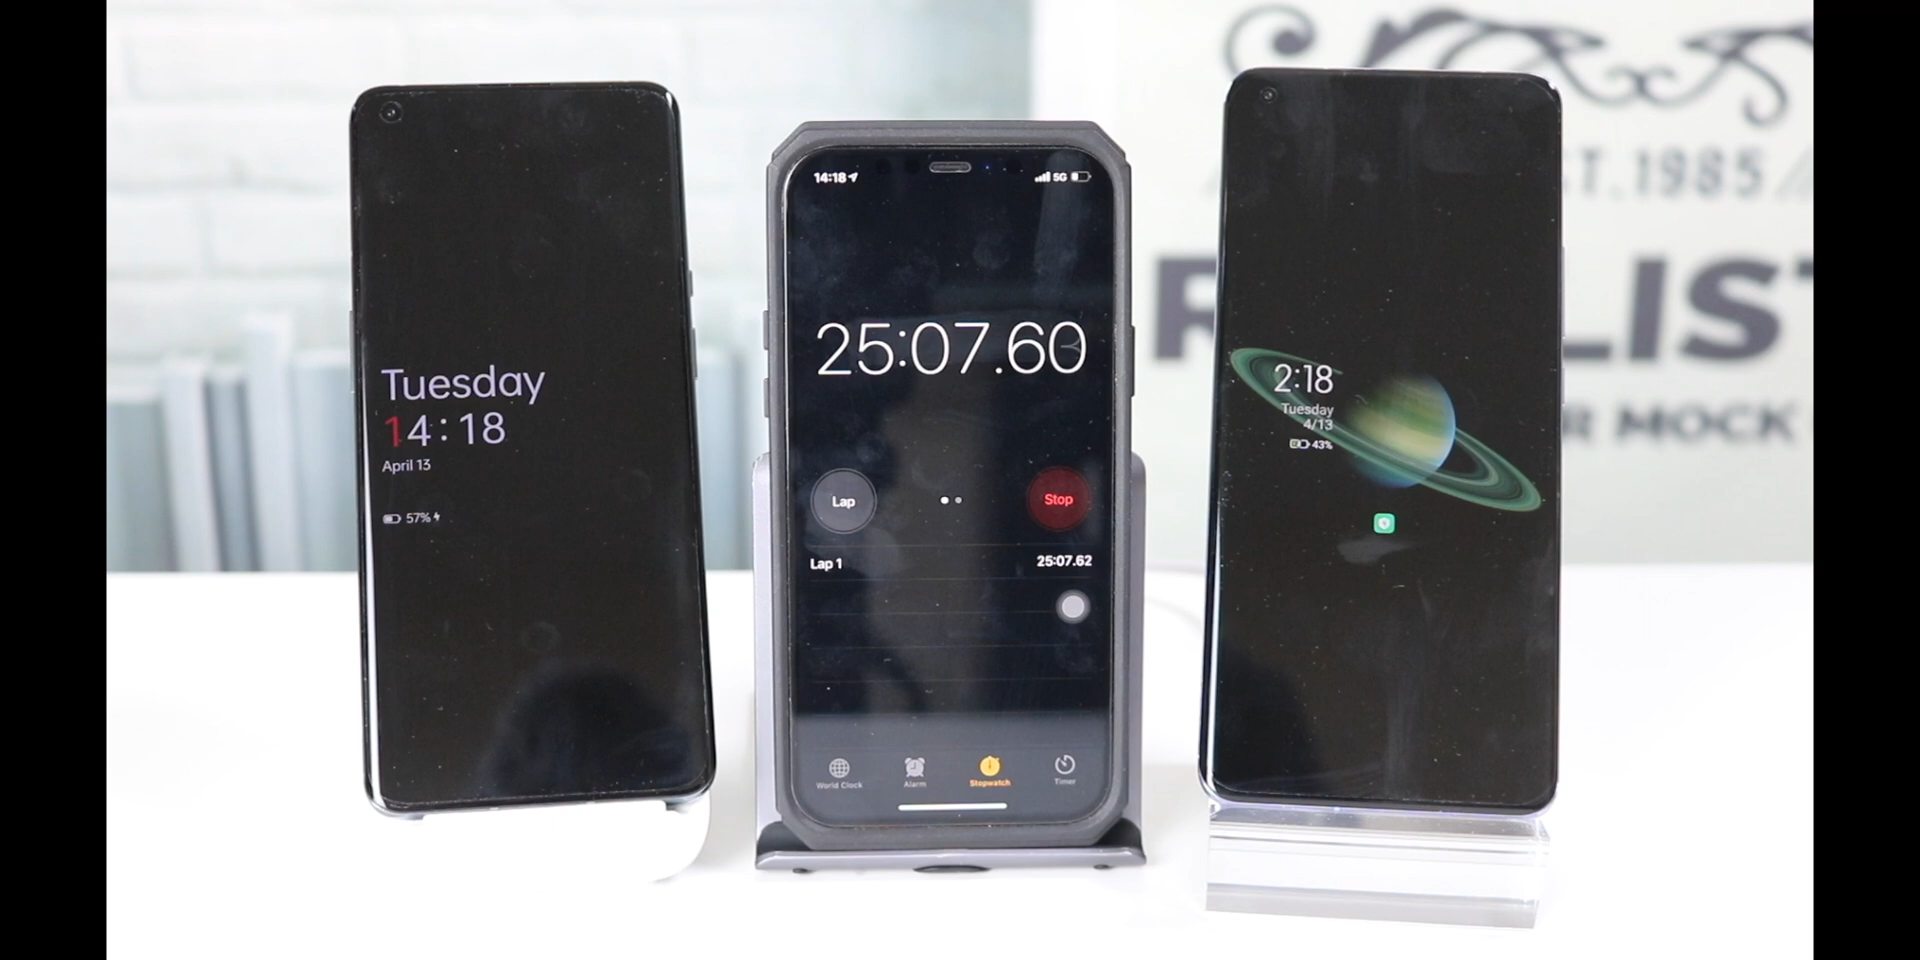 Tuesday
14:18
April 13
57%
14:18
5G
25:07.60
Lap
Stop
Lap 1
25:07.62
World Clock
Alarm
Stopwatch
Timer
2:18
Tuesday
4/13
43%
T.1985
LIST
R MOCK